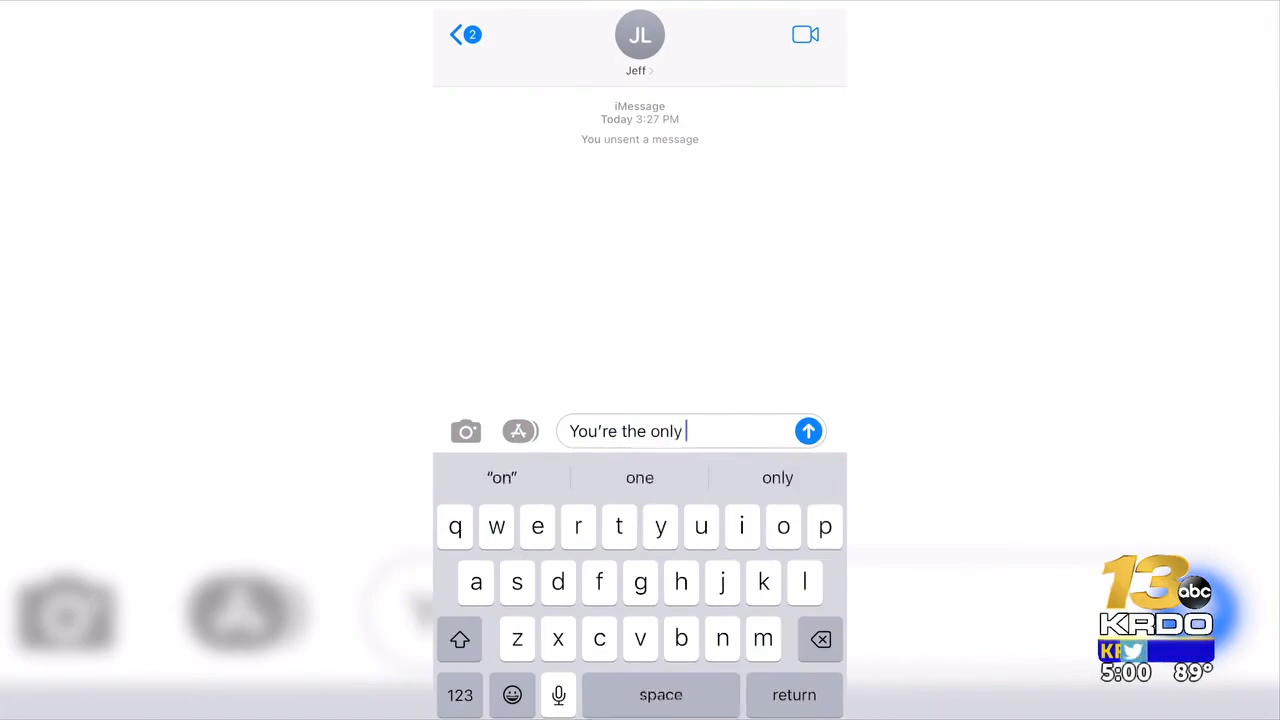 2
JL
Jeff
iMessage
Today 3:27 PM
You unsent a message
You’re the only
“on” one only
q w e r t y u i o p
a s d f g h j k l
z x c v b n m
123 space return
13
abc
KRDO
5:00 89°